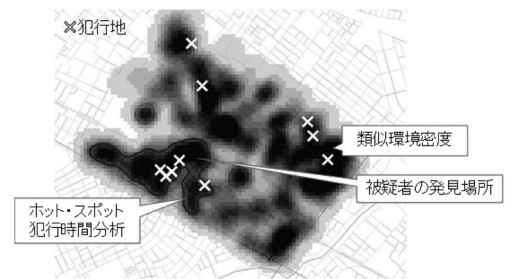 ×犯行地
類似環境密度
被疑者の発見場所
ホット・スポット
犯行時間分析